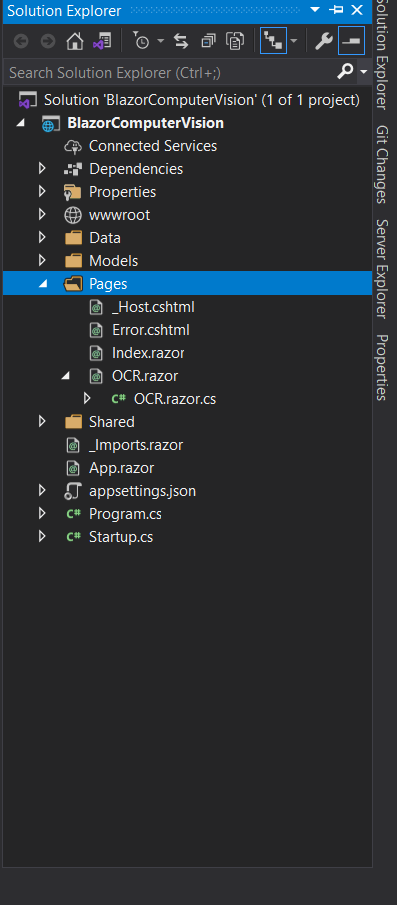 Solution Explorer
Search Solution Explorer (Ctrl+;)
Solution 'BlazorComputerVision' (1 of 1 project)
BlazorComputerVision
Connected Services
Dependencies
Properties
wwwroot
Data
Models
Pages
_Host.cshtml
Error.cshtml
Index.razor
OCR.razor
C# OCR.razor.cs
Shared
_Imports.razor
App.razor
appsettings.json
C# Program.cs
C# Startup.cs
Solution Explorer
Git Changes
Server Explorer
Properties